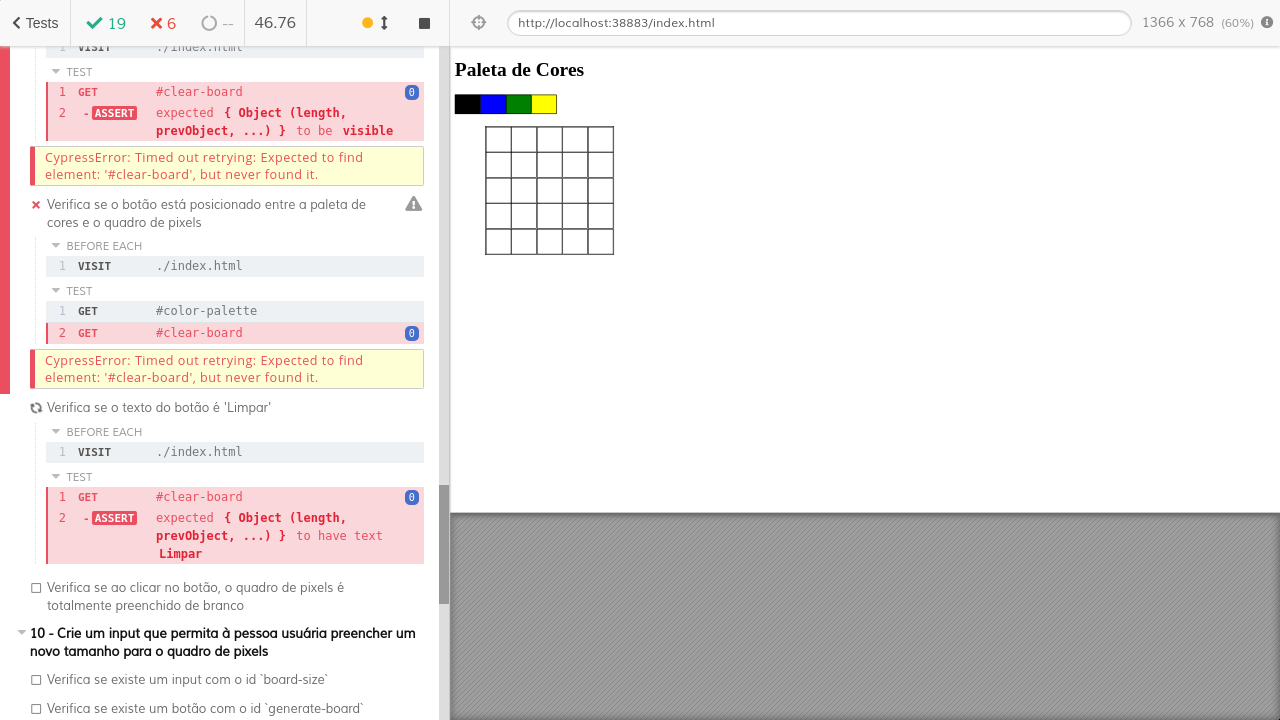 Tests 19 6 -- 46.76 http://localhost:38883/index.html 1366 x 768 (60%)
1 VISIT ./index.html
TEST
1 GET #clear-board 0
2 - ASSERT expected { Object (length,
prevObject, ...) } to be visible
CypressError: Timed out retrying: Expected to find
element: '#clear-board', but never found it.
Verifica se o botão está posicionado entre a paleta de
cores e o quadro de pixels
BEFORE EACH
1 VISIT ./index.html
TEST
1 GET #color-palette
2 GET #clear-board 0
CypressError: Timed out retrying: Expected to find
element: '#clear-board', but never found it.
Verifica se o texto do botão é 'Limpar'
BEFORE EACH
1 VISIT ./index.html
TEST
1 GET #clear-board 0
2 - ASSERT expected { Object (length,
prevObject, ...) } to have text
Limpar
Verifica se ao clicar no botão, o quadro de pixels é
totalmente preenchido de branco
10 - Crie um input que permita à pessoa usuária preencher um
novo tamanho para o quadro de pixels
Verifica se existe um input com o id `board-size`
Verifica se existe um botão com o id `generate-board`
Paleta de Cores